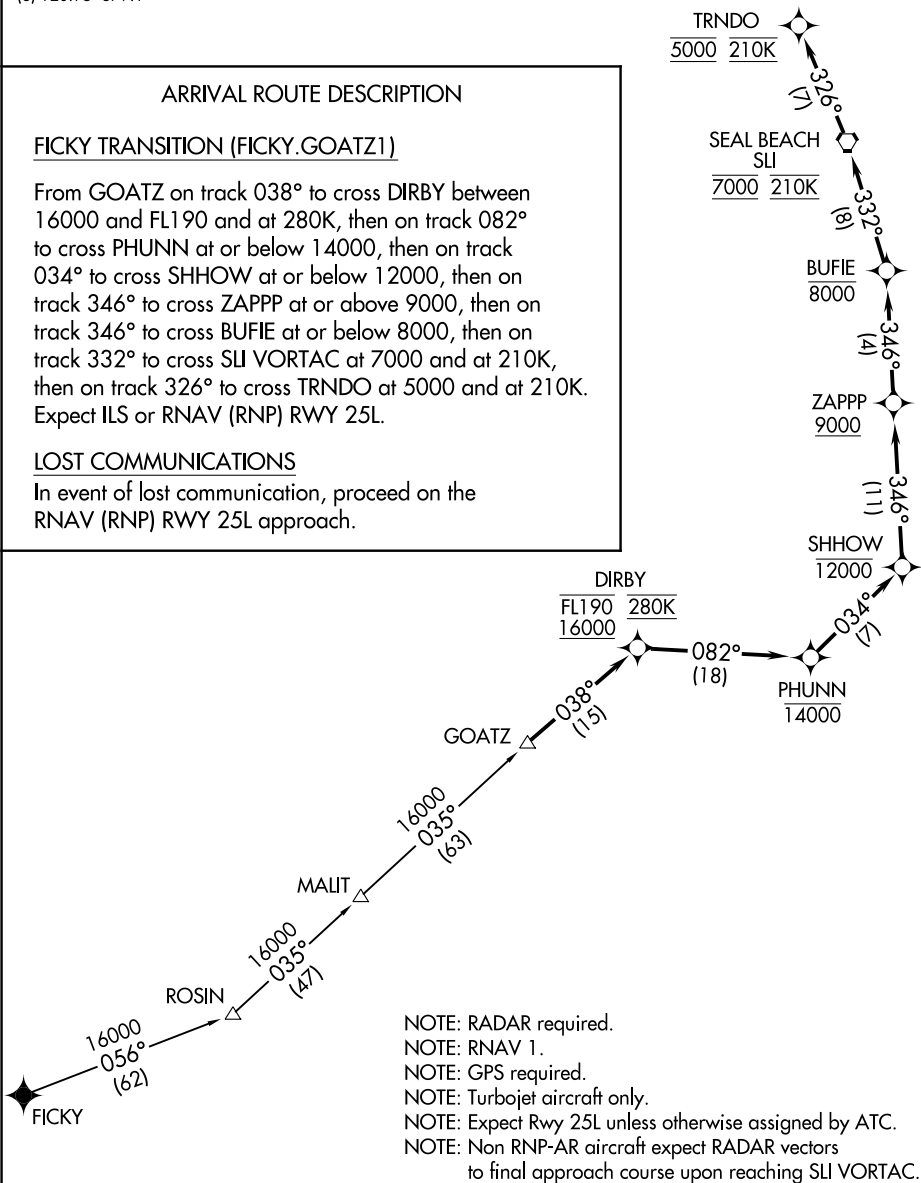 TRNDO
5000 210K
326°
(7)
SEAL BEACH
SLI
7000 210K
332°
(8)
BUFIE
8000
346°
(4)
ZAPPP
9000
346°
(11)
SHHOW
12000
034°
(7)
PHUNN
14000
082°
(18)
DIRBY
FL190 280K
16000
038°
(15)
GOATZ
16000
035°
(63)
MALIT
16000
035°
(47)
ROSIN
16000
056°
(62)
FICKY
ARRIVAL ROUTE DESCRIPTION
FICKY TRANSITION (FICKY.GOATZ1)
From GOATZ on track 038° to cross DIRBY between
16000 and FL190 and at 280K, then on track 082°
to cross PHUNN at or below 14000, then on track
034° to cross SHHOW at or below 12000, then on
track 346° to cross ZAPPP at or above 9000, then on
track 346° to cross BUFIE at or below 8000, then on
track 332° to cross SLI VORTAC at 7000 and at 210K,
then on track 326° to cross TRNDO at 5000 and at 210K.
Expect ILS or RNAV (RNP) RWY 25L.
LOST COMMUNICATIONS
In event of lost communication, proceed on the
RNAV (RNP) RWY 25L approach.
NOTE: RADAR required.
NOTE: RNAV 1.
NOTE: GPS required.
NOTE: Turbojet aircraft only.
NOTE: Expect Rwy 25L unless otherwise assigned by ATC.
NOTE: Non RNP-AR aircraft expect RADAR vectors
to final approach course upon reaching SLI VORTAC.